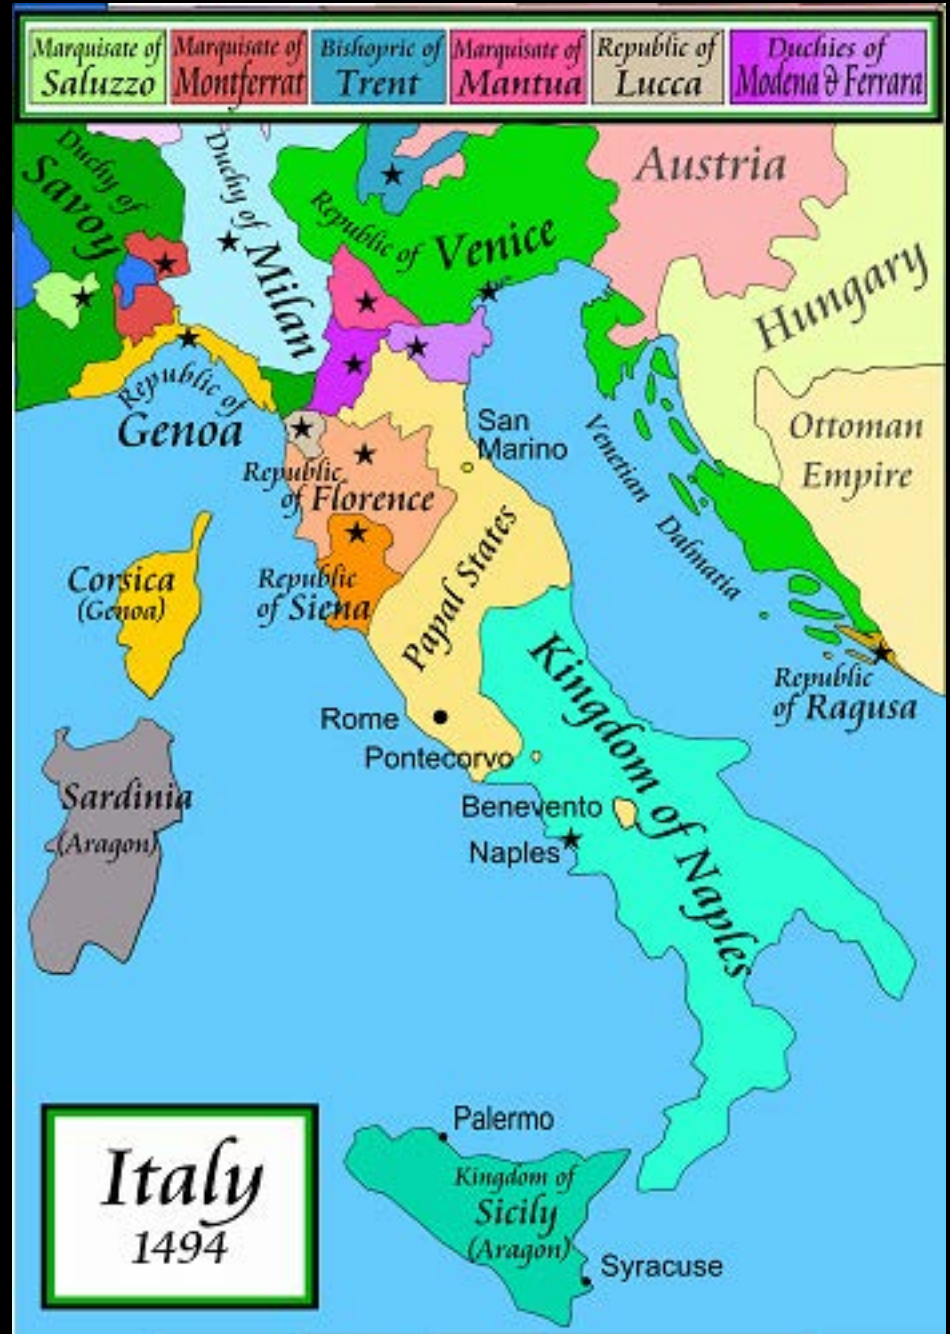 Marquisate of
Saluzzo
Marquisate of
Montferrat
Bishopric of
Trent
Marquisate of
Mantua
Republic of
Lucca
Duchies of
Modena & Ferrara
Duchy of
Savoy
Duchy of
Milan
Republic of Venice
Austria
Hungary
Republic of
Genoa
San
Marino
Venetian
Dalmatia
Ottoman
Empire
Republic
of Florence
Corsica
(Genoa)
Republic
of Siena
Papal States
Kingdom of Naples
Republic
of Ragusa
Rome
Pontecorvo
Sardinia
(Aragon)
Benevento
Naples
Italy
1494
Palermo
Kingdom of
Sicily
(Aragon)
Syracuse